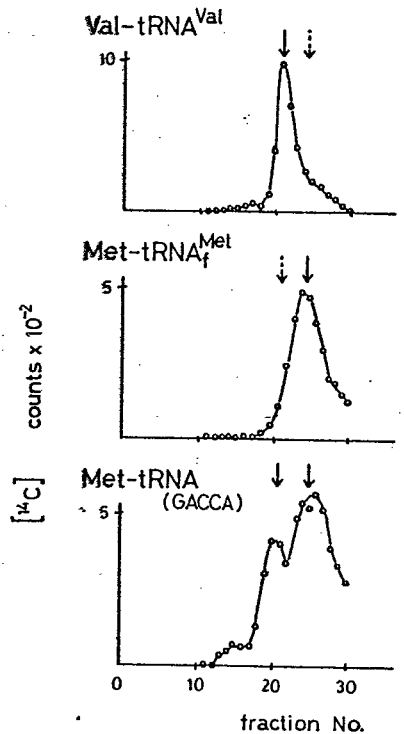 Val-tRNA^Val
10
Met-tRNA_f^Met
5
counts x 10^-2
[¹⁴C]
Met-tRNA
(GACCA)
5
0 10 20 30
fraction No.